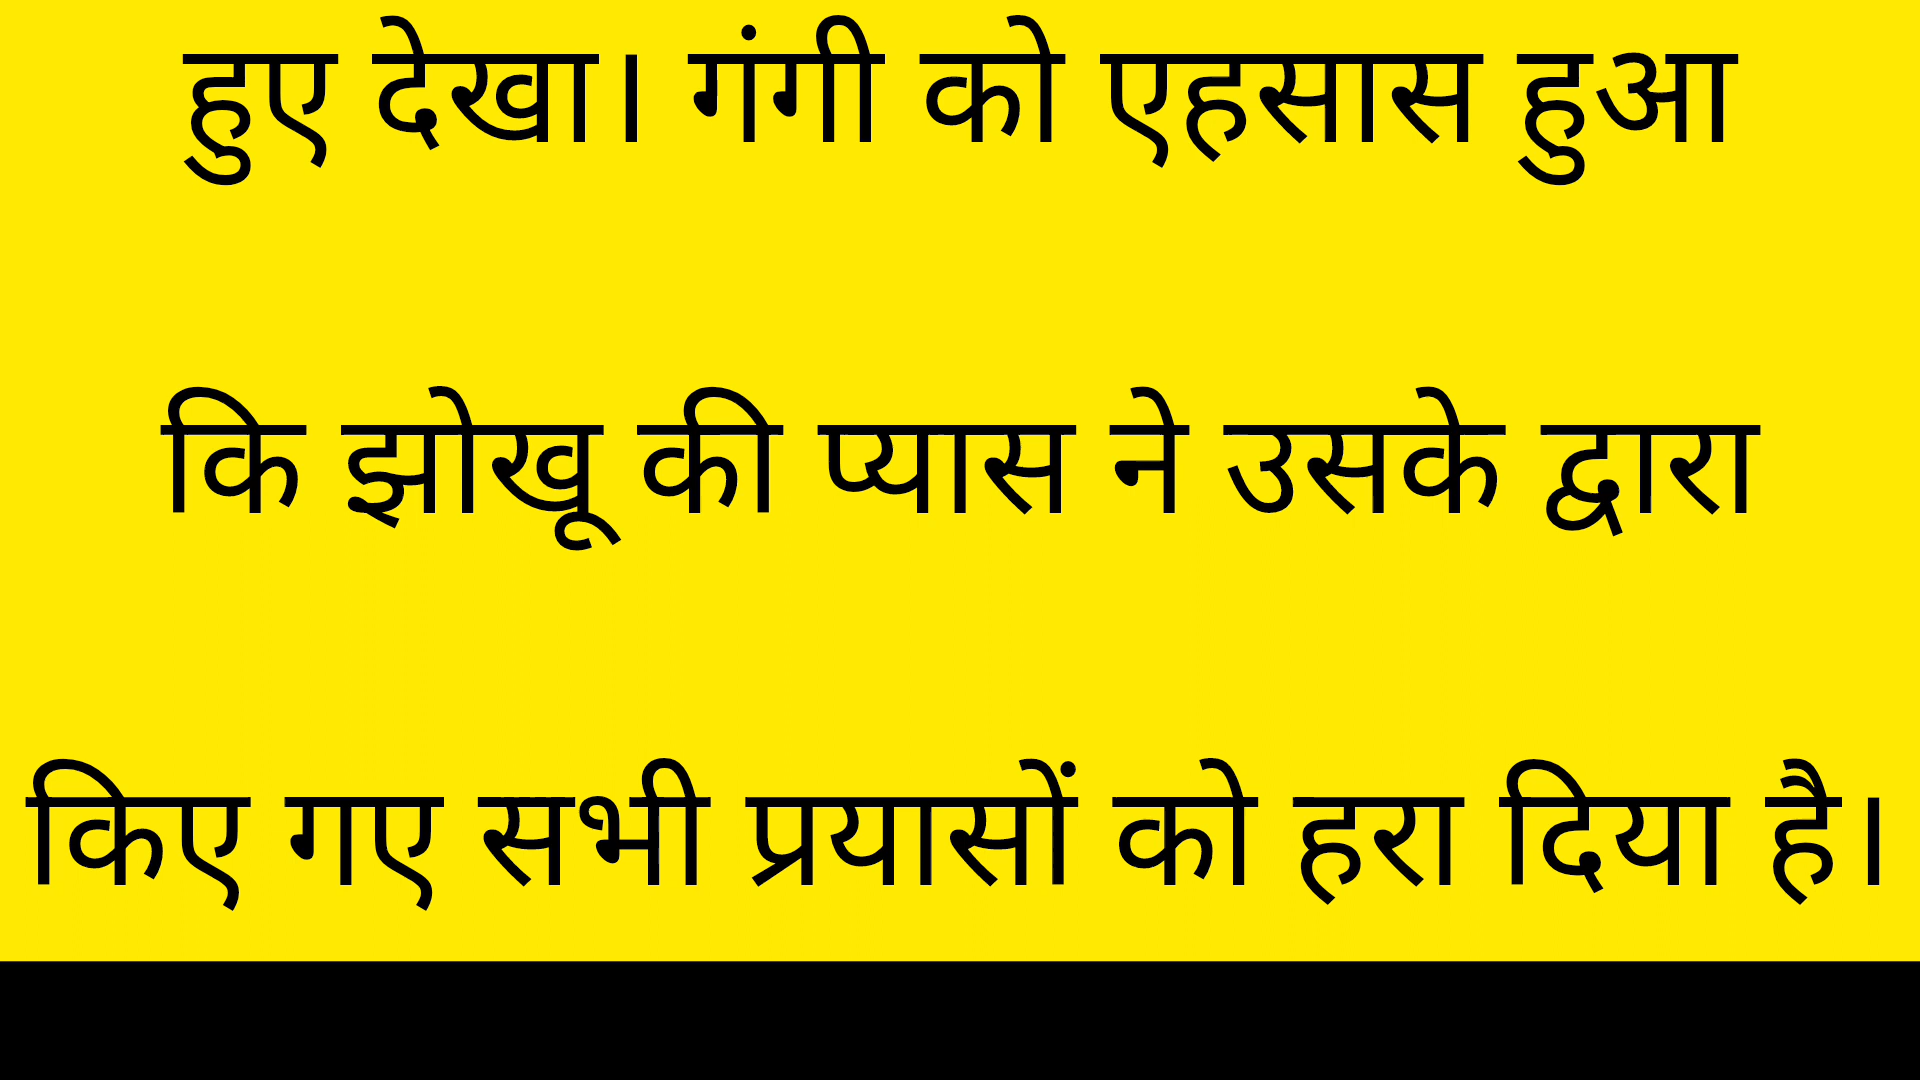 हुए देखा। गंगी को एहसास हुआ
कि झोखू की प्यास ने उसके द्वारा
किए गए सभी प्रयासों को हरा दिया है।